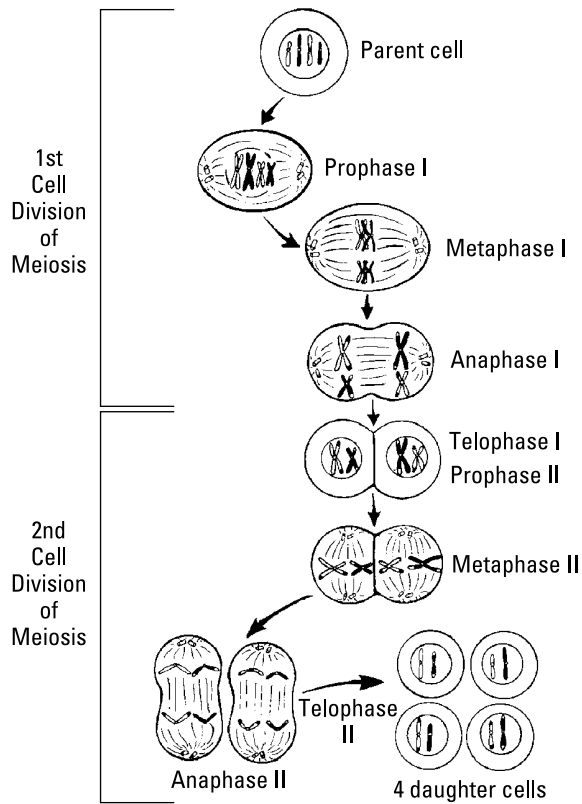 Parent cell
1st
Cell
Division
of
Meiosis
Prophase I
Metaphase I
Anaphase I
Telophase I
Prophase II
2nd
Cell
Division
of
Meiosis
Metaphase II
Anaphase II
Telophase
II
4 daughter cells